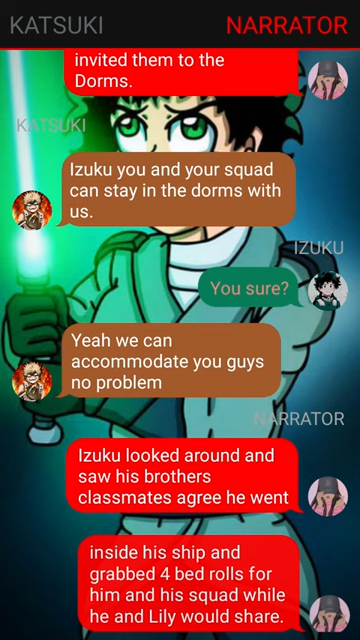 KATSUKI NARRATOR
invited them to the
Dorms.
KATSUKI
Izuku you and your squad
can stay in the dorms with
us.
IZUKU
You sure?
Yeah we can
accommodate you guys
no problem
NARRATOR
Izuku looked around and
saw his brothers
classmates agree he went
inside his ship and
grabbed 4 bed rolls for
him and his squad while
he and Lily would share.